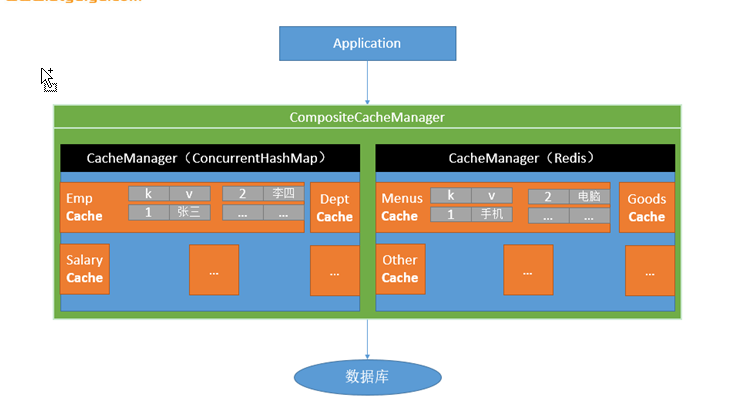 Application
CompositeCacheManager
CacheManager（ConcurrentHashMap）
Emp
Cache
k v
1 张三
2 李四
... ...
Dept
Cache
Salary
Cache
...
...
CacheManager（Redis）
Menus
Cache
k v
1 手机
2 电脑
... ...
Goods
Cache
Other
Cache
...
...
数据库